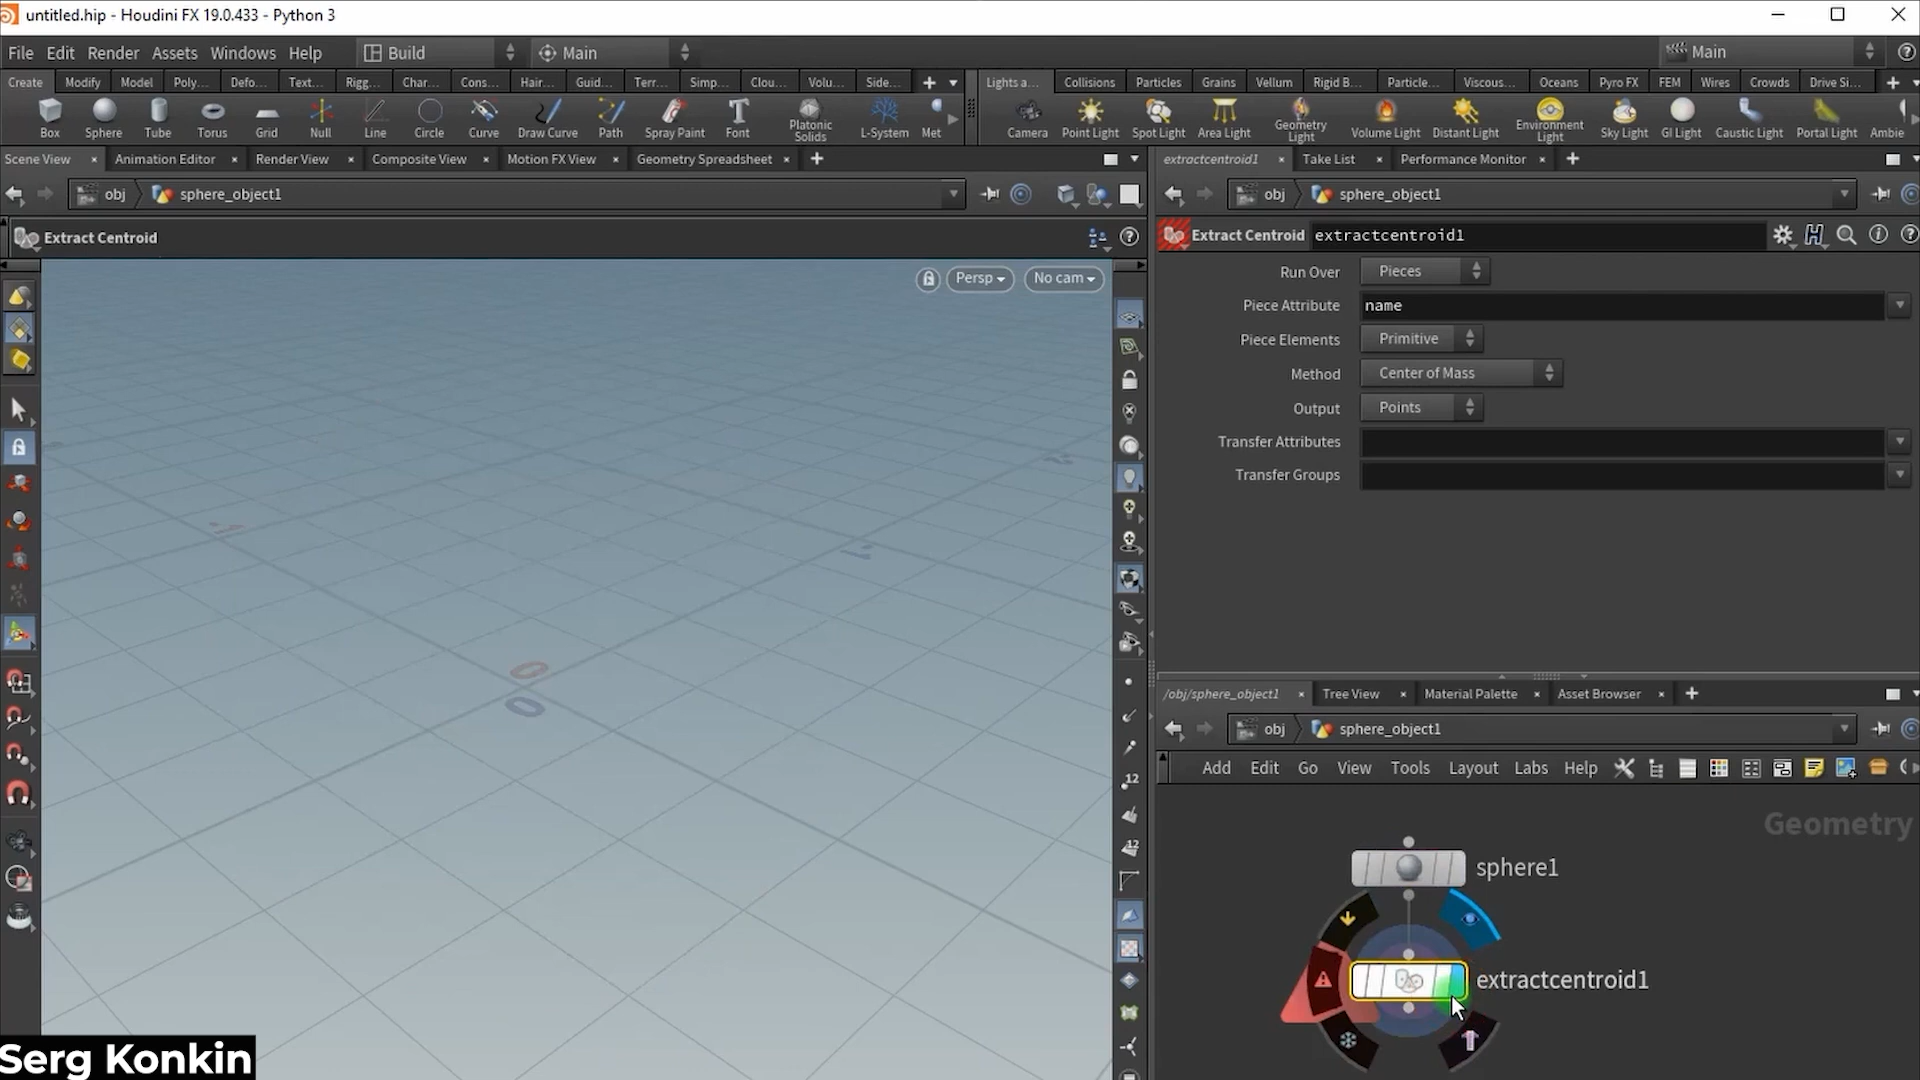 untitled.hip - Houdini FX 19.0.433 - Python 3
File Edit Render Assets Windows Help Build Main Main
Create Modify Model Poly... Defo... Text... Rigg... Char... Cons... Hair... Guid... Terr... Simp... Clou... Volu... Side...
Lights a... Collisions Particles Grains Vellum Rigid B... Particle... Viscous... Oceans Pyro FX FEM Wires Crowds Drive Si...
Box Sphere Tube Torus Grid Null Line Circle Curve Draw Curve Path Spray Paint Font Platonic Solids L-System Met
Camera Point Light Spot Light Area Light Geometry Light Volume Light Distant Light Environment Light Sky Light GI Light Caustic Light Portal Light Ambie
Scene View Animation Editor Render View Composite View Motion FX View Geometry Spreadsheet
extractcentroid1 Take List Performance Monitor
obj sphere_object1
obj sphere_object1
Extract Centroid
Extract Centroid extractcentroid1
Persp No cam
Run Over Pieces
Piece Attribute name
Piece Elements Primitive
Method Center of Mass
Output Points
Transfer Attributes
Transfer Groups
0
0
/obj/sphere_object1 Tree View Material Palette Asset Browser
obj sphere_object1
Add Edit Go View Tools Layout Labs Help
12
12
Geometry
sphere1
extractcentroid1
Serg Konkin